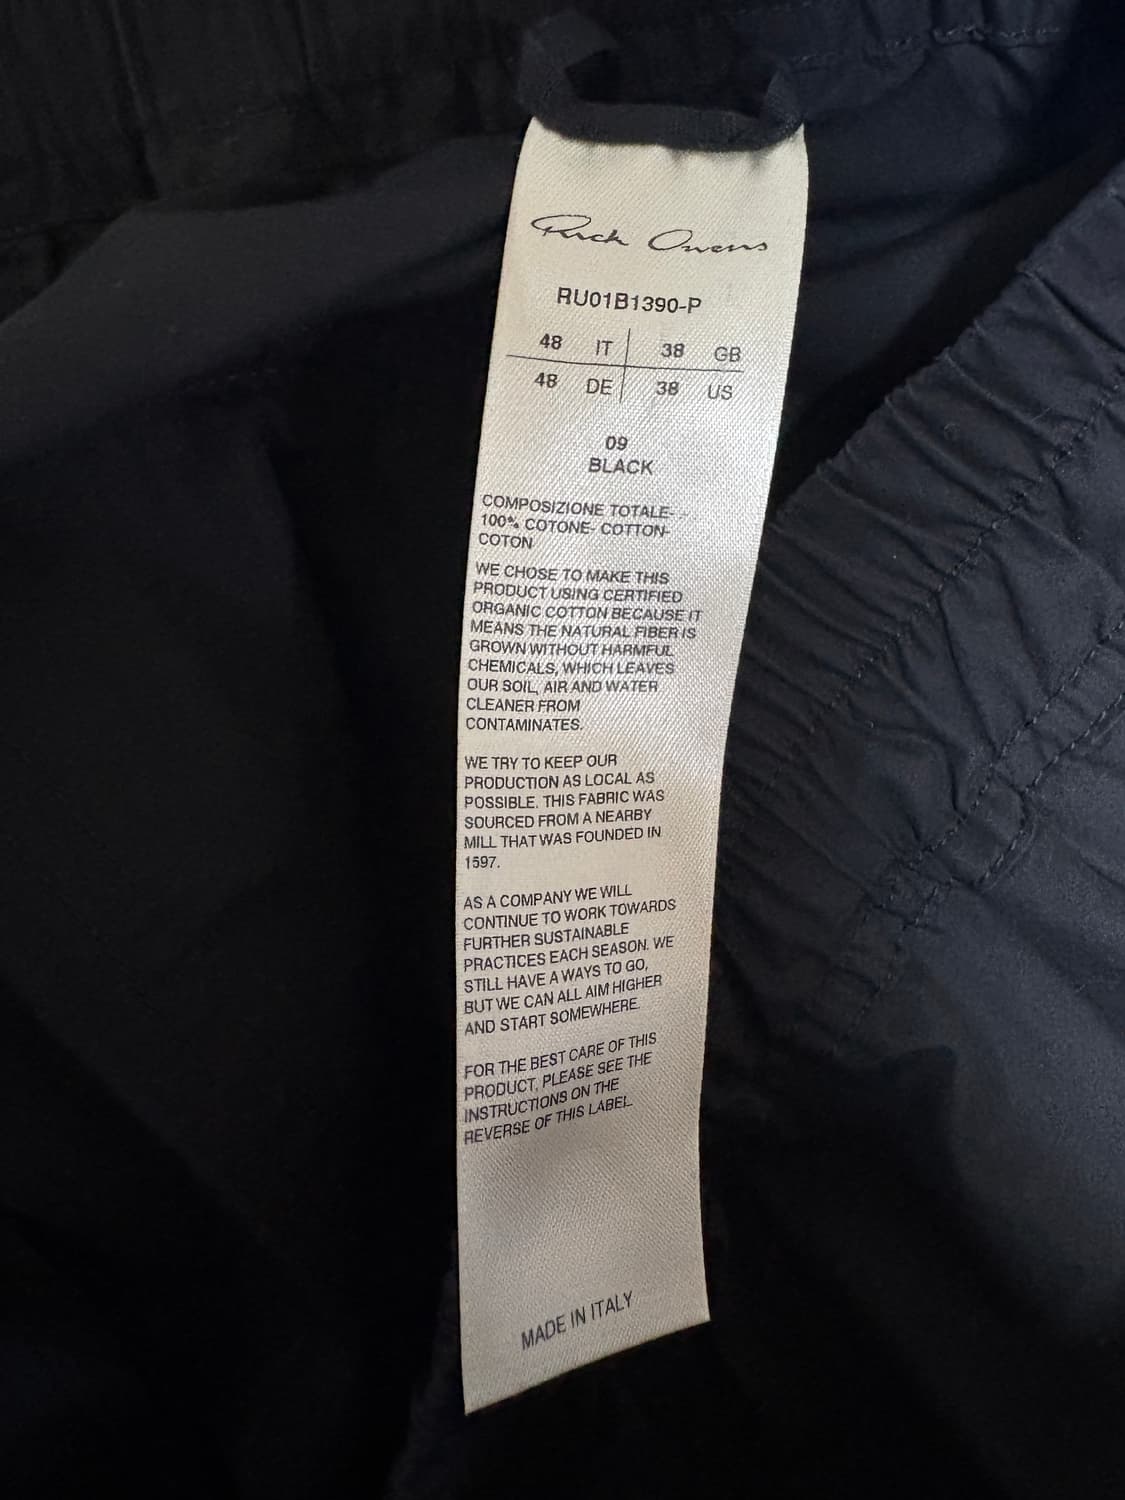 Rick Owens
RU01B1390-P
48 IT 38 GB
48 DE 38 US
09
BLACK
COMPOSIZIONE TOTALE-
100% COTONE- COTTON-
COTON
WE CHOSE TO MAKE THIS
PRODUCT USING CERTIFIED
ORGANIC COTTON BECAUSE IT
MEANS THE NATURAL FIBER IS
GROWN WITHOUT HARMFUL
CHEMICALS, WHICH LEAVES
OUR SOIL, AIR AND WATER
CLEANER FROM
CONTAMINATES.
WE TRY TO KEEP OUR
PRODUCTION AS LOCAL AS
POSSIBLE. THIS FABRIC WAS
SOURCED FROM A NEARBY
MILL THAT WAS FOUNDED IN
1597.
AS A COMPANY WE WILL
CONTINUE TO WORK TOWARDS
FURTHER SUSTAINABLE
PRACTICES EACH SEASON. WE
STILL HAVE A WAYS TO GO,
BUT WE CAN ALL AIM HIGHER
AND START SOMEWHERE.
FOR THE BEST CARE OF THIS
PRODUCT, PLEASE SEE THE
INSTRUCTIONS ON THE
REVERSE OF THIS LABEL.
MADE IN ITALY